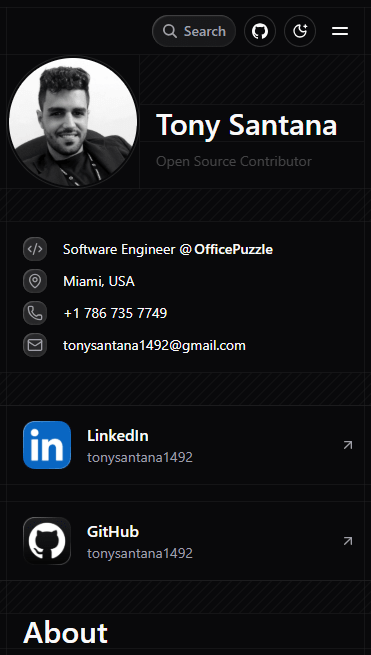 Search
Tony Santana
Open Source Contributor
Software Engineer @OfficePuzzle
Miami, USA
+1 786 735 7749
tonysantana1492@gmail.com
in
LinkedIn
tonysantana1492
GitHub
tonysantana1492
About